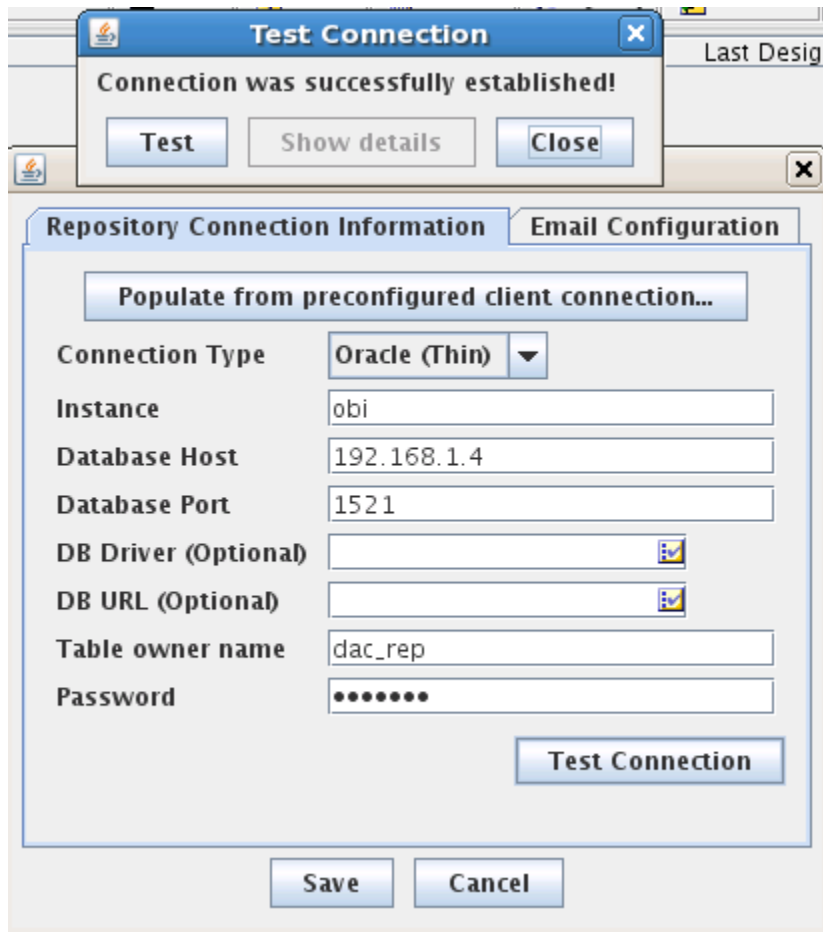 Test Connection
Last Desig
Connection was successfully established!
Test Show details Close
Repository Connection Information Email Configuration
Populate from preconfigured client connection...
Connection Type Oracle (Thin)
Instance obi
Database Host 192.168.1.4
Database Port 1521
DB Driver (Optional)
DB URL (Optional)
Table owner name dac_rep
Password •••••••
Test Connection
Save Cancel